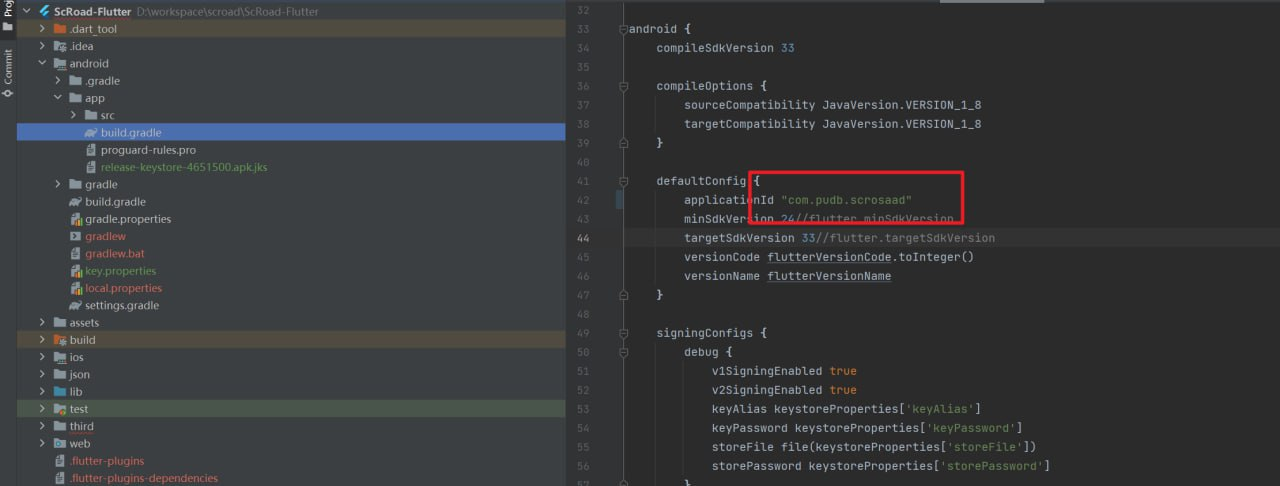 Proj
Commit
ScRoad-Flutter D:\workspace\scroad\ScRoad-Flutter
.dart_tool
.idea
android
.gradle
app
src
build.gradle
proguard-rules.pro
release-keystore-4651500.apk.jks
gradle
build.gradle
gradle.properties
gradlew
gradlew.bat
key.properties
local.properties
settings.gradle
assets
build
ios
json
lib
test
third
web
.flutter-plugins
.flutter-plugins-dependencies
32
33 android {
34 compileSdkVersion 33
35
36 compileOptions {
37 sourceCompatibility JavaVersion.VERSION_1_8
38 targetCompatibility JavaVersion.VERSION_1_8
39 }
40
41 defaultConfig {
42 applicationId "com.pudb.scrosaad"
43 minSdkVersion 24//flutter.minSdkVersion
44 targetSdkVersion 33//flutter.targetSdkVersion
45 versionCode flutterVersionCode.toInteger()
46 versionName flutterVersionName
47 }
48
49 signingConfigs {
50 debug {
51 v1SigningEnabled true
52 v2SigningEnabled true
53 keyAlias keystoreProperties['keyAlias']
54 keyPassword keystoreProperties['keyPassword']
55 storeFile file(keystoreProperties['storeFile'])
56 storePassword keystoreProperties['storePassword']
57 }